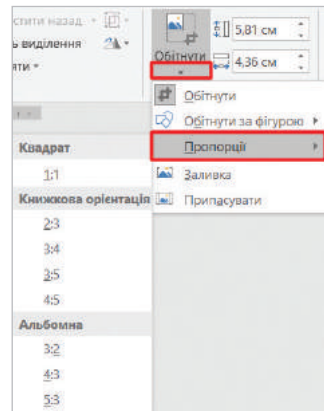 стити назад
ь виділення
яти
Обітнути
5,81 см
4,36 см
Обітнути
Обітнути за фігурою
Пропорції
Заливка
Припасувати
Квадрат
1:1
Книжкова орієнтація
2:3
3:4
3:5
4:5
Альбомна
3:2
4:3
5:3